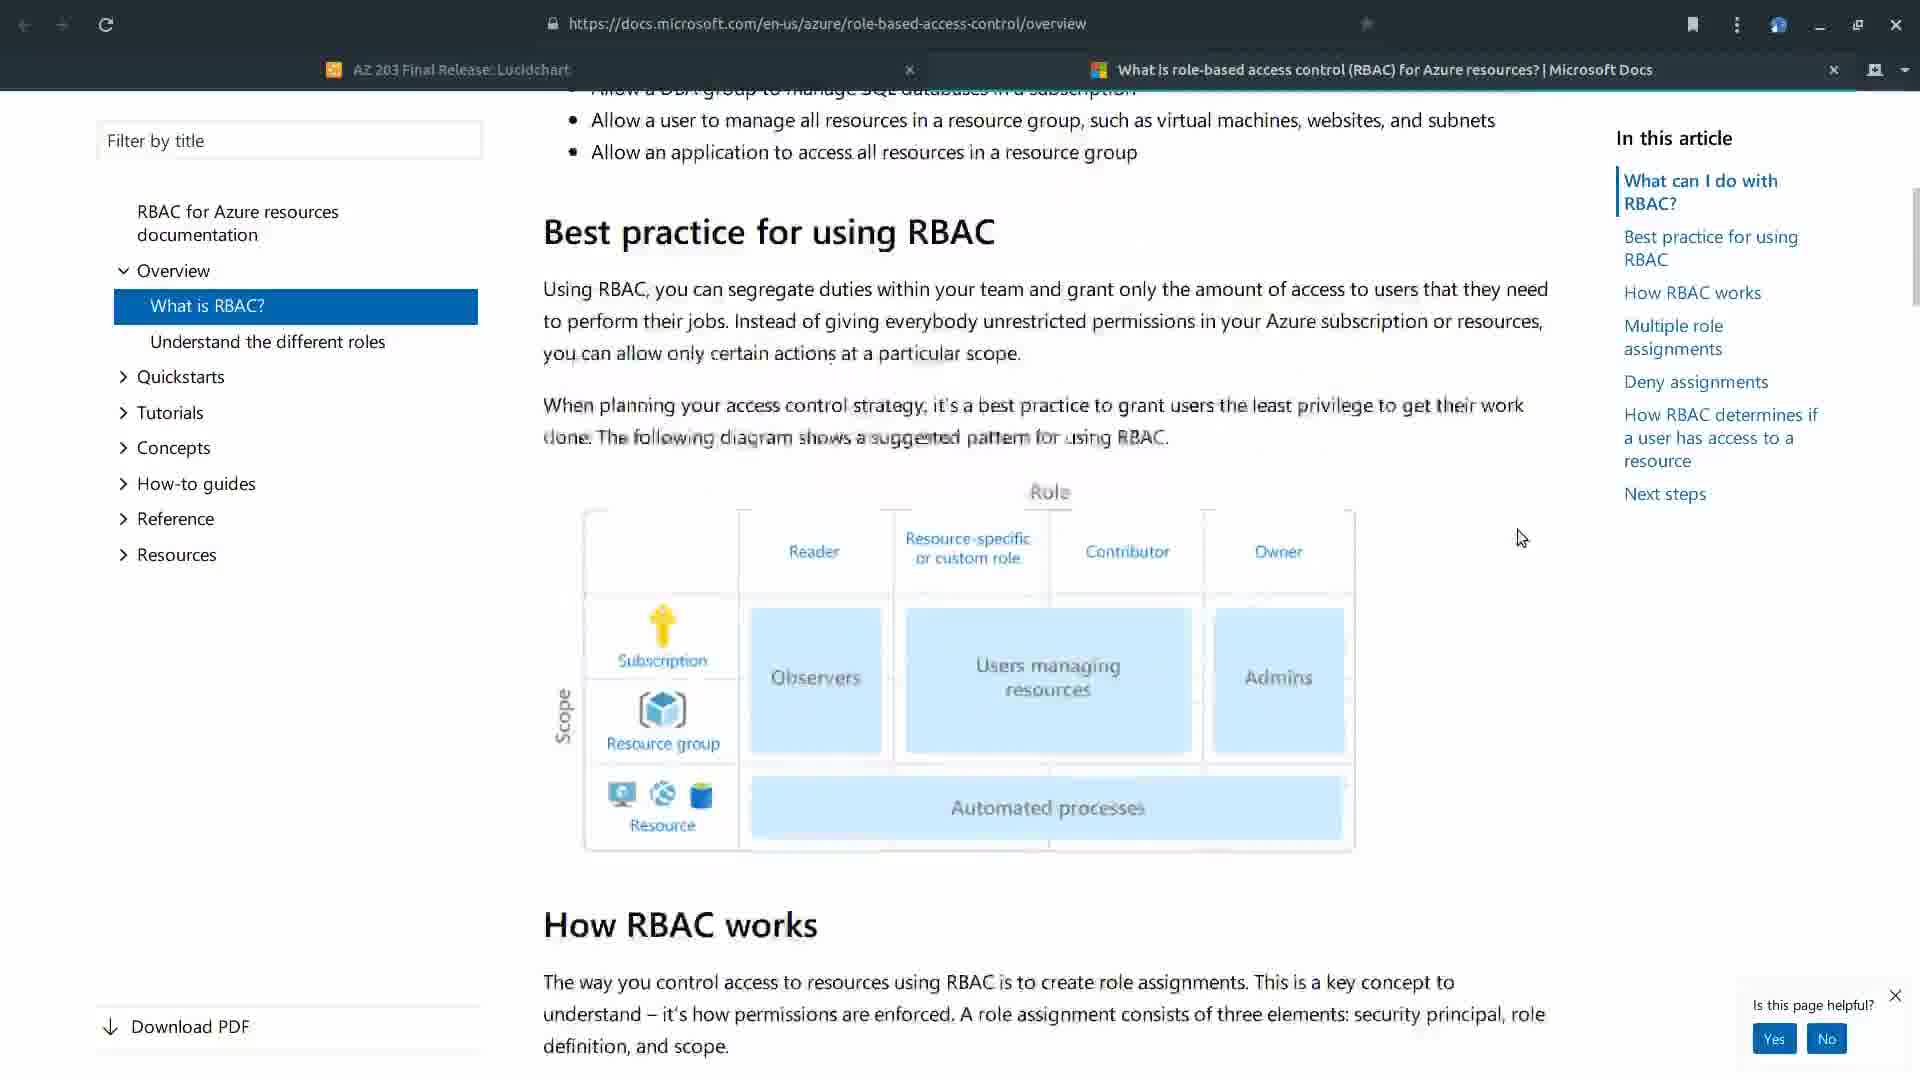 https://docs.microsoft.com/en-us/azure/role-based-access-control/overview
AZ 203 Final Release: Lucidchart
What is role-based access control (RBAC) for Azure resources? | Microsoft Docs
Filter by title
RBAC for Azure resources
documentation
Overview
What is RBAC?
Understand the different roles
Quickstarts
Tutorials
Concepts
How-to guides
Reference
Resources
Download PDF
Allow a DBA group to manage SQL databases in a subscription
Allow a user to manage all resources in a resource group, such as virtual machines, websites, and subnets
Allow an application to access all resources in a resource group
Best practice for using RBAC
Using RBAC, you can segregate duties within your team and grant only the amount of access to users that they need
to perform their jobs. Instead of giving everybody unrestricted permissions in your Azure subscription or resources,
you can allow only certain actions at a particular scope.
When planning your access control strategy, it's a best practice to grant users the least privilege to get their work
done. The following diagram shows a suggested pattern for using RBAC.
Role
Reader
Resource-specific
or custom role
Contributor
Owner
Scope
Subscription
Resource group
Resource
Observers
Users managing
resources
Admins
Automated processes
How RBAC works
The way you control access to resources using RBAC is to create role assignments. This is a key concept to
understand – it's how permissions are enforced. A role assignment consists of three elements: security principal, role
definition, and scope.
In this article
What can I do with
RBAC?
Best practice for using
RBAC
How RBAC works
Multiple role
assignments
Deny assignments
How RBAC determines if
a user has access to a
resource
Next steps
Is this page helpful?
Yes
No